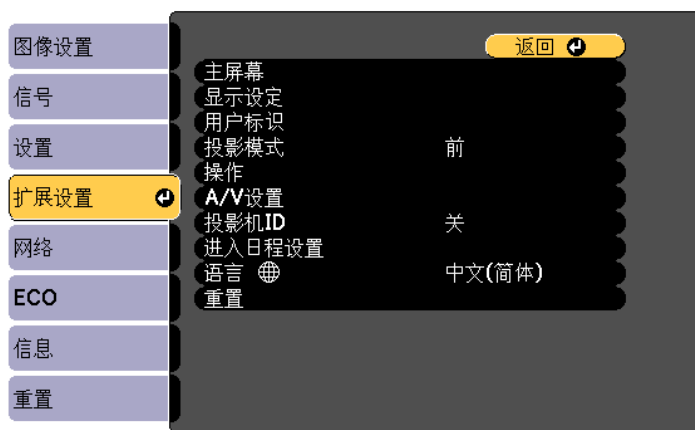 图像设置
信号
设置
扩展设置
网络
ECO
信息
重置
返回
主屏幕
显示设定
用户标识
投影模式 前
操作
A/V设置
投影机ID 关
进入日程设置
语言 中文(简体)
重置